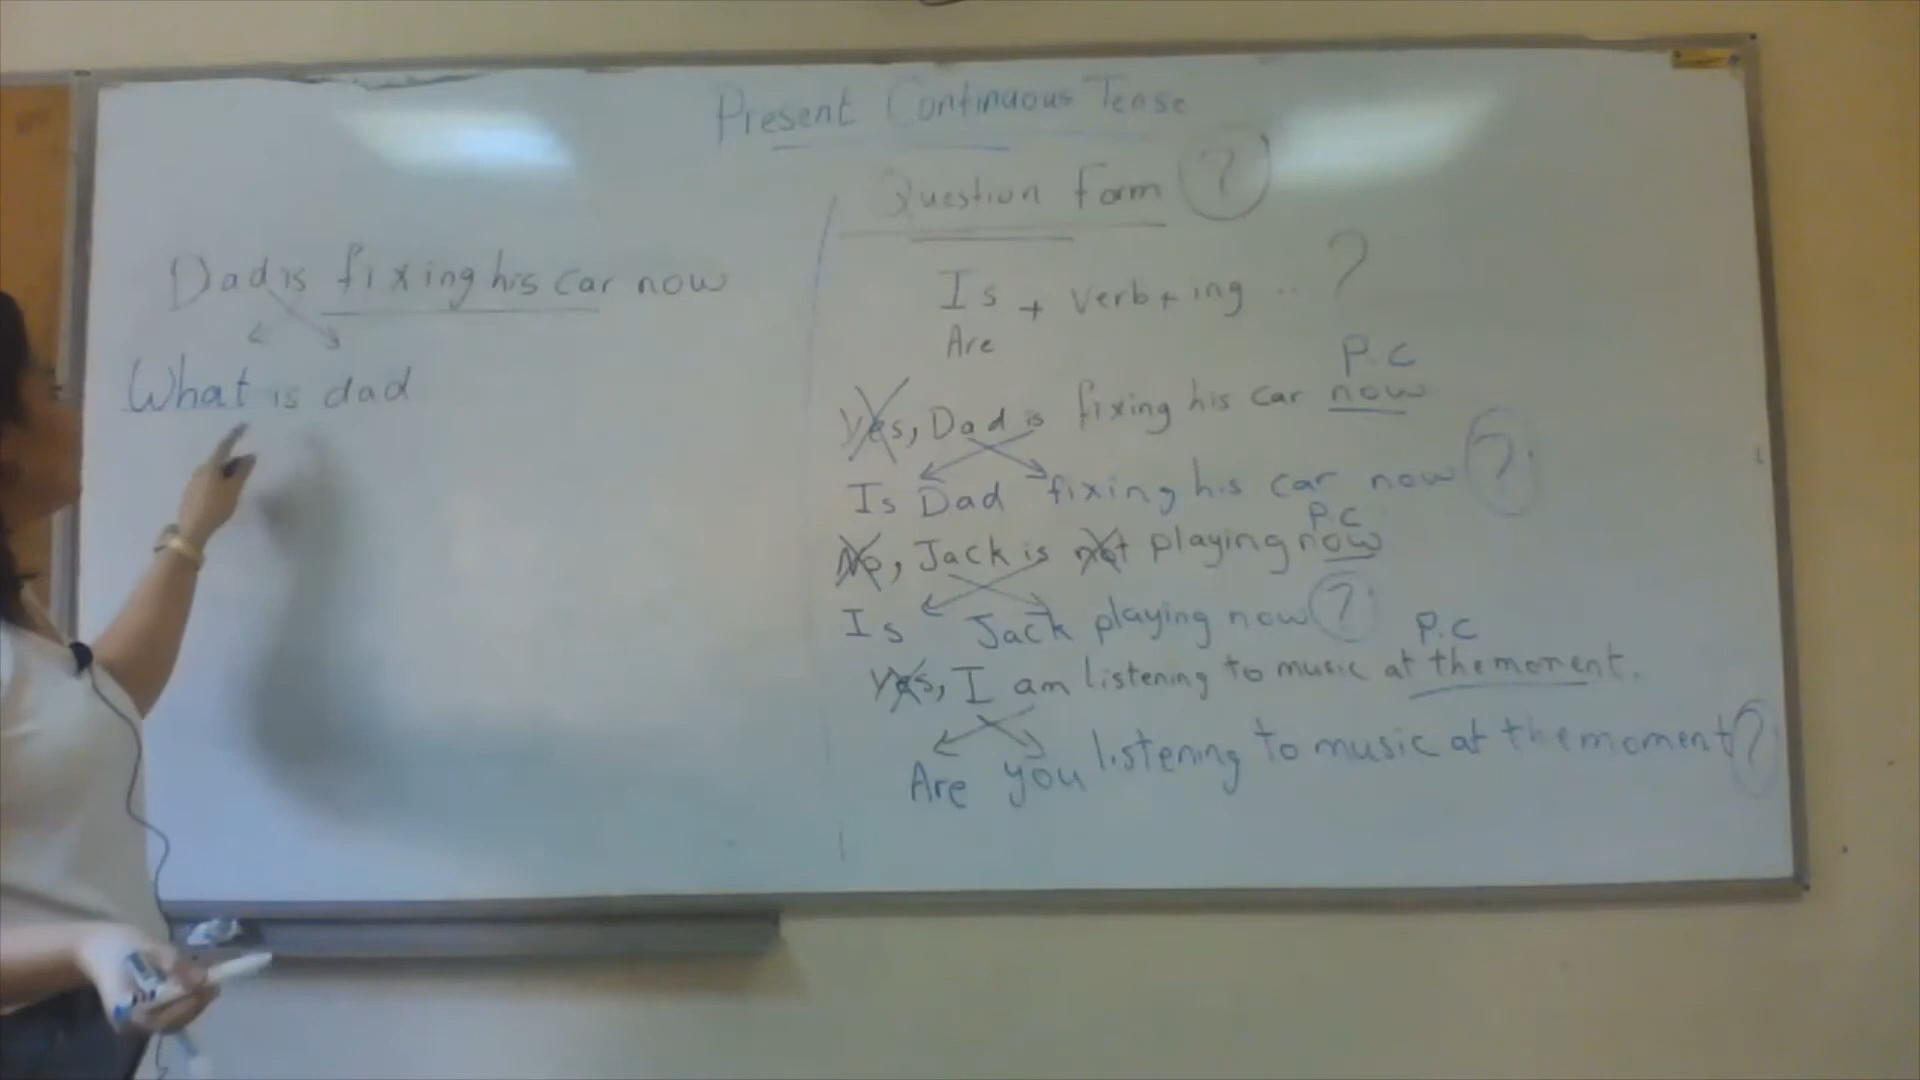 Present Continuous Tense
Question form ?
Dad is fixing his car now
What is dad
Is + verb + ing .. ?
Are
P.C
Yes, Dad is fixing his car now
Is Dad fixing his car now ?
P.C
No, Jack is not playing now
Is Jack playing now ?
P.C
Yes, I am listening to music at the moment.
Are you listening to music at the moment ?